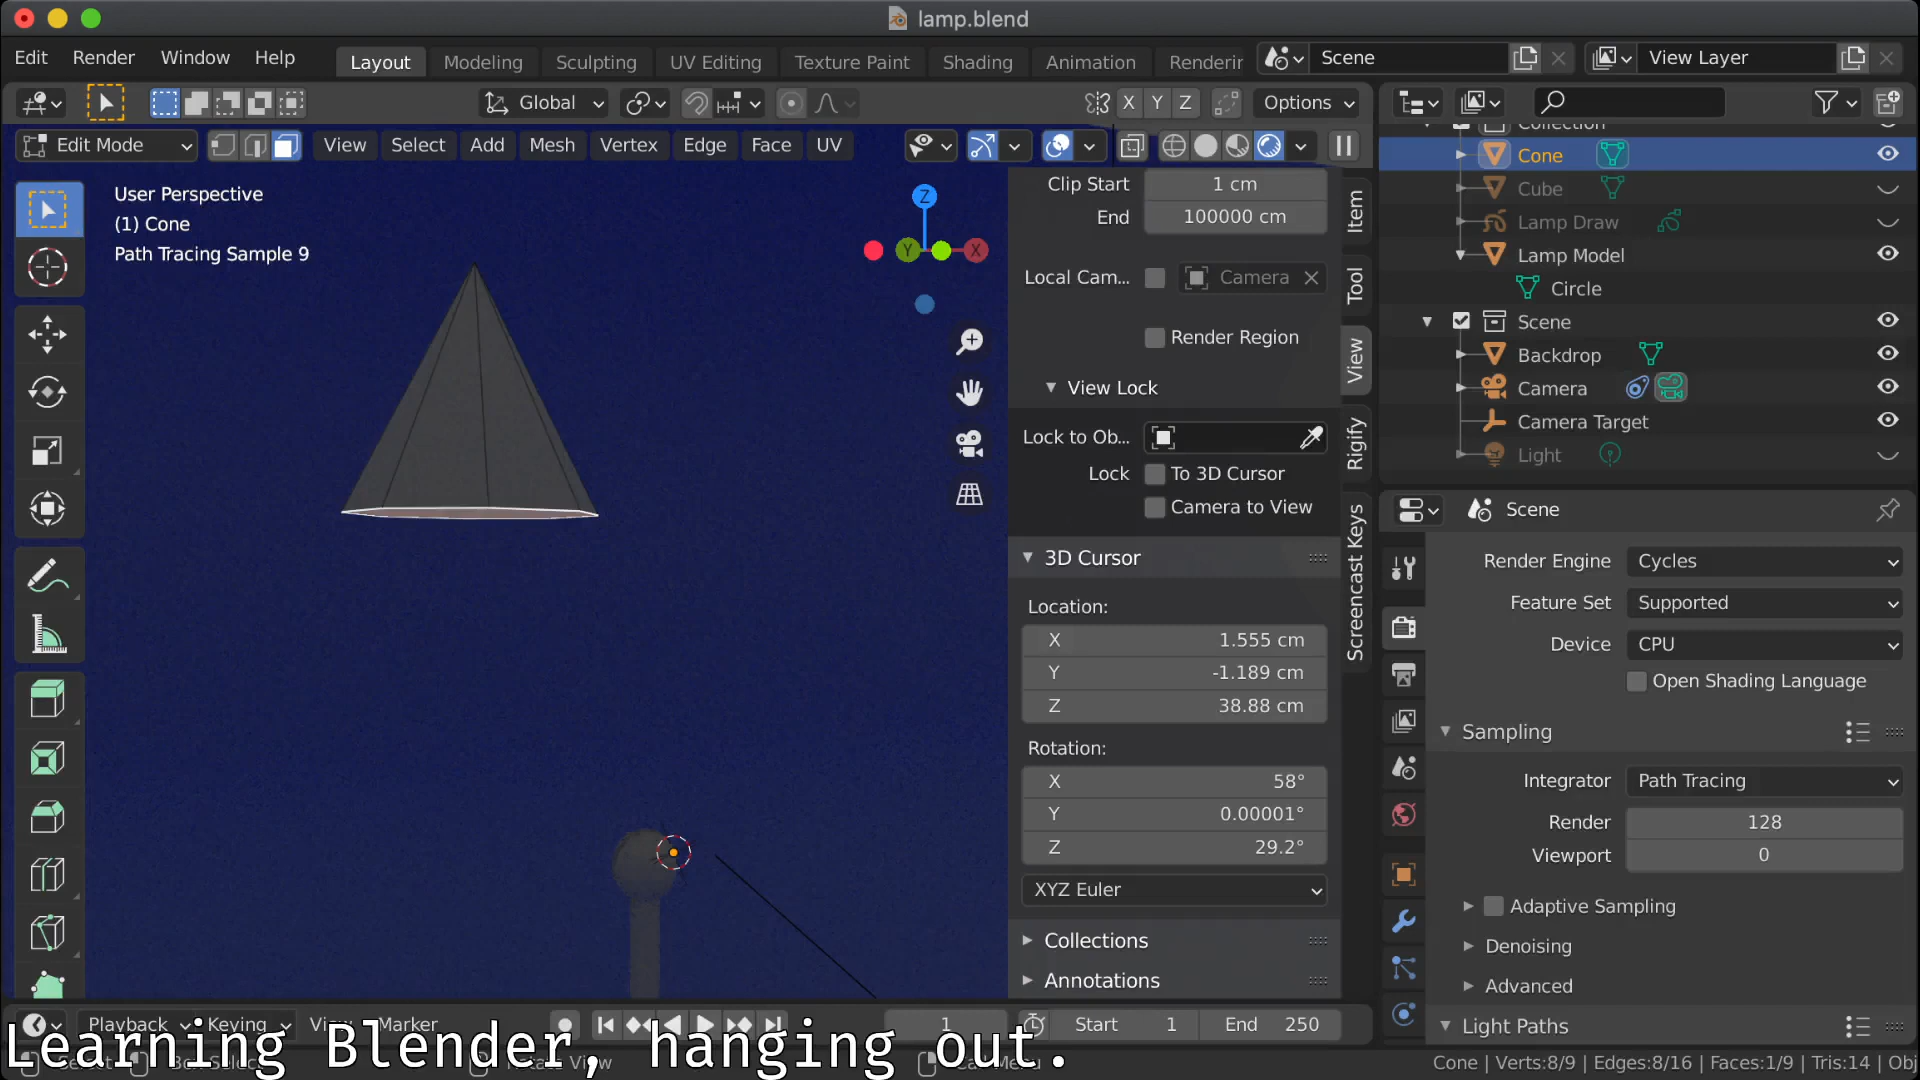 lamp.blend
Edit Render Window Help Layout Modeling Sculpting UV Editing Texture Paint Shading Animation Renderin Scene View Layer
Global X Y Z Options
Edit Mode View Select Add Mesh Vertex Edge Face UV
User Perspective
(1) Cone
Path Tracing Sample 9
Z
Y X
Clip Start 1 cm
End 100000 cm
Local Cam... Camera
Render Region
View Lock
Lock to Ob...
Lock To 3D Cursor
Camera to View
3D Cursor
Location:
X 1.555 cm
Y -1.189 cm
Z 38.88 cm
Rotation:
X 58°
Y 0.00001°
Z 29.2°
XYZ Euler
Collections
Annotations
Item
Tool
View
Rigify
Screencast Keys
Collection
Cone
Cube
Lamp Draw
Lamp Model
Circle
Scene
Backdrop
Camera
Camera Target
Light
Scene
Render Engine Cycles
Feature Set Supported
Device CPU
Open Shading Language
Sampling
Integrator Path Tracing
Render 128
Viewport 0
Adaptive Sampling
Denoising
Advanced
Light Paths
Playback Keying View Marker 1 Start 1 End 250
Learning Blender, hanging out.
Cone | Verts:8/9 | Edges:8/16 | Faces:1/9 | Tris:14 | Obj